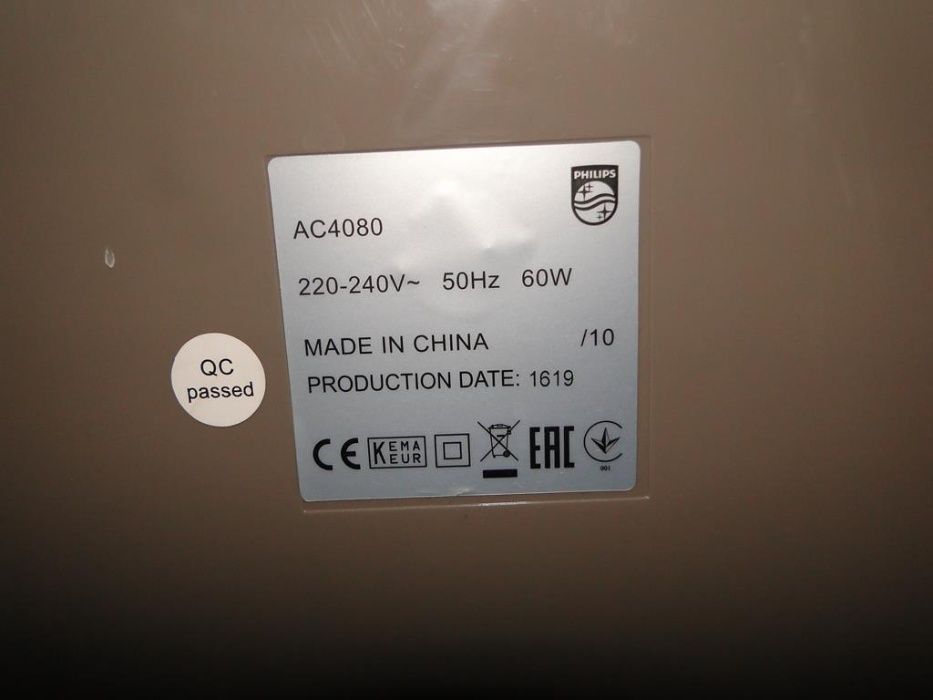 PHILIPS
AC4080
220-240V~ 50Hz 60W
MADE IN CHINA /10
PRODUCTION DATE: 1619
CE KEMA EUR EAC
001
QC
passed